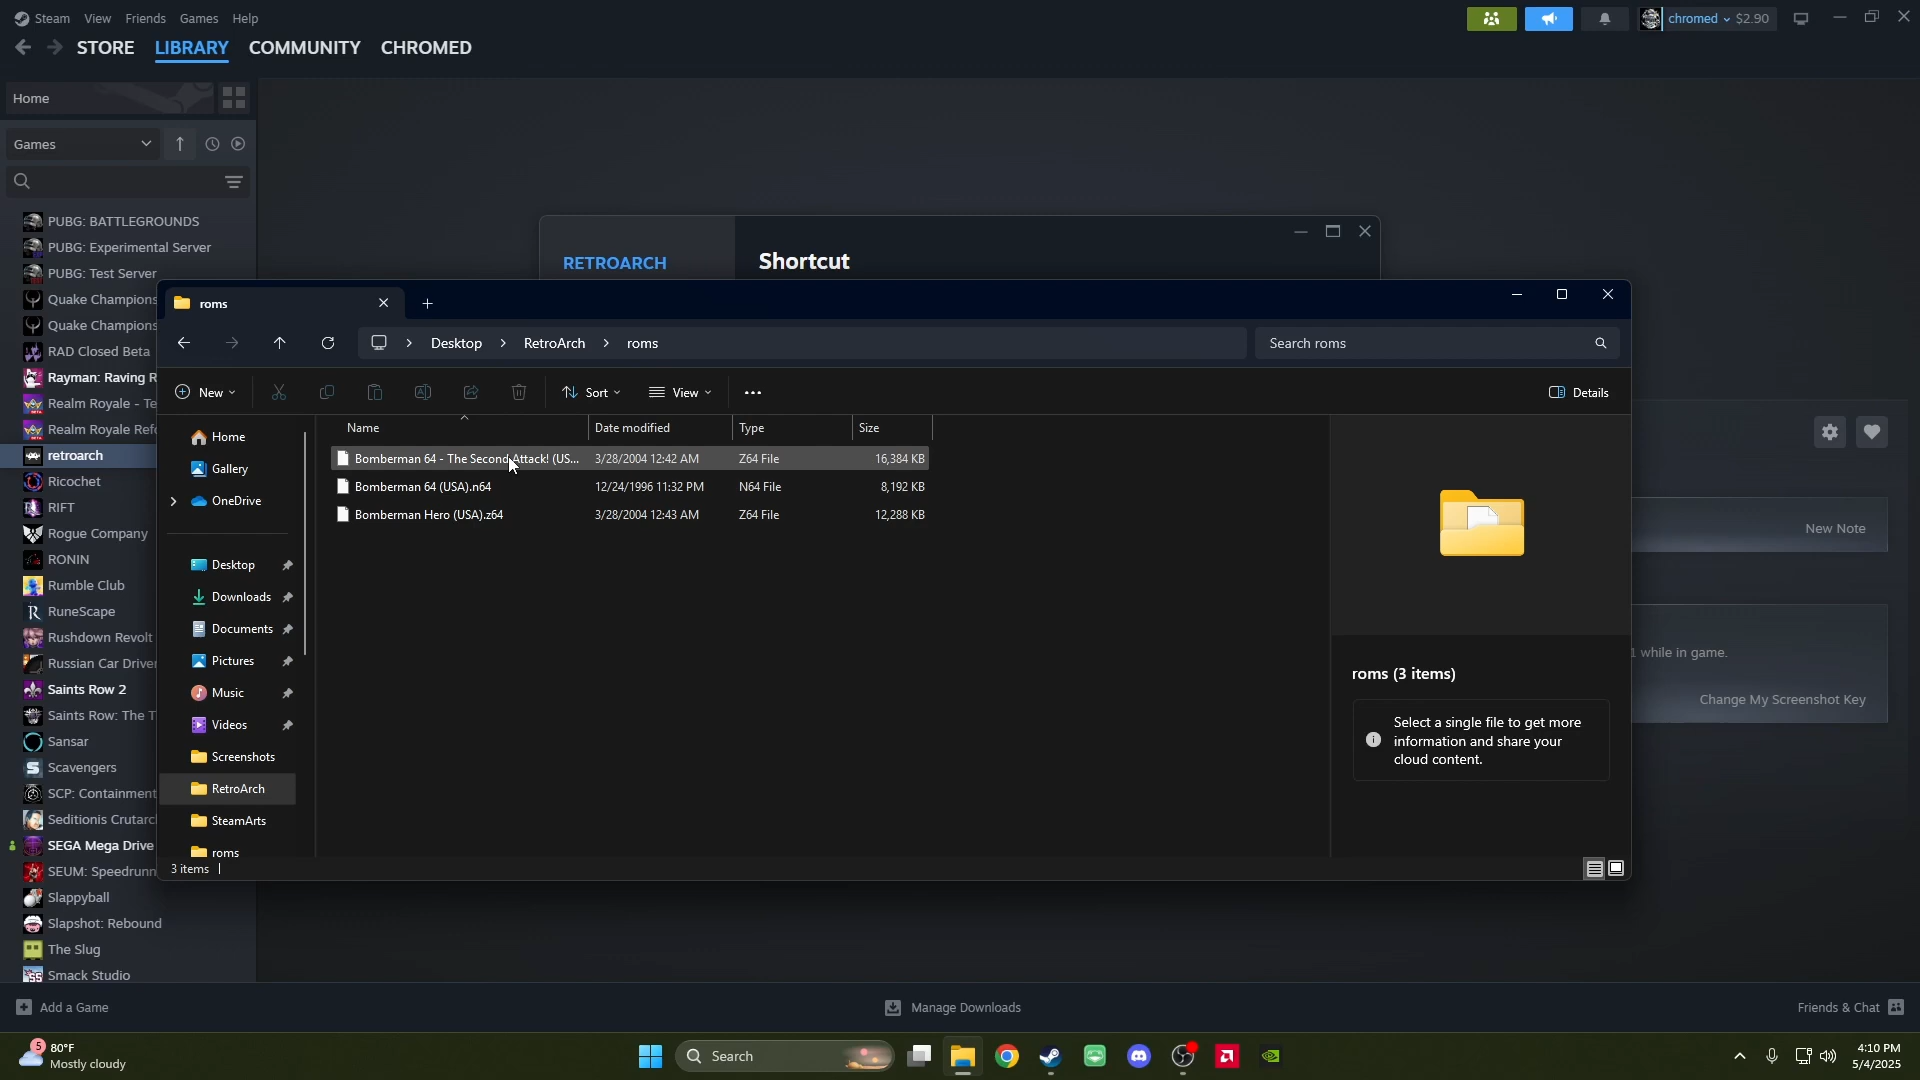 Steam View Friends Games Help
chromed $2.90
STORE LIBRARY COMMUNITY CHROMED
Home
Games
PUBG: BATTLEGROUNDS
PUBG: Experimental Server
PUBG: Test Server
Quake Champions
Quake Champions
RAD Closed Beta
Rayman: Raving R
Realm Royale - Te
Realm Royale Ref
retroarch
Ricochet
RIFT
Rogue Company
RONIN
Rumble Club
RuneScape
Rushdown Revolt
Russian Car Driver
Saints Row 2
Saints Row: The T
Sansar
Scavengers
SCP: Containment
Seditionis Crutarc
SEGA Mega Drive
SEUM: Speedrunn
Slappyball
Slapshot: Rebound
The Slug
Smack Studio
RETROARCH
Shortcut
roms
Desktop > RetroArch > roms
Search roms
New
Sort
View
Details
Home
Gallery
OneDrive
Desktop
Downloads
Documents
Pictures
Music
Videos
Screenshots
RetroArch
SteamArts
roms
Name Date modified Type Size
Bomberman 64 - The Second Attack! (US... 3/28/2004 12:42 AM Z64 File 16,384 KB
Bomberman 64 (USA).n64 12/24/1996 11:32 PM N64 File 8,192 KB
Bomberman Hero (USA).z64 3/28/2004 12:43 AM Z64 File 12,288 KB
roms (3 items)
Select a single file to get more
information and share your
cloud content.
3 items
New Note
while in game.
Change My Screenshot Key
Add a Game
Manage Downloads
Friends & Chat
5
80°F
Mostly cloudy
Search
4:10 PM
5/4/2025